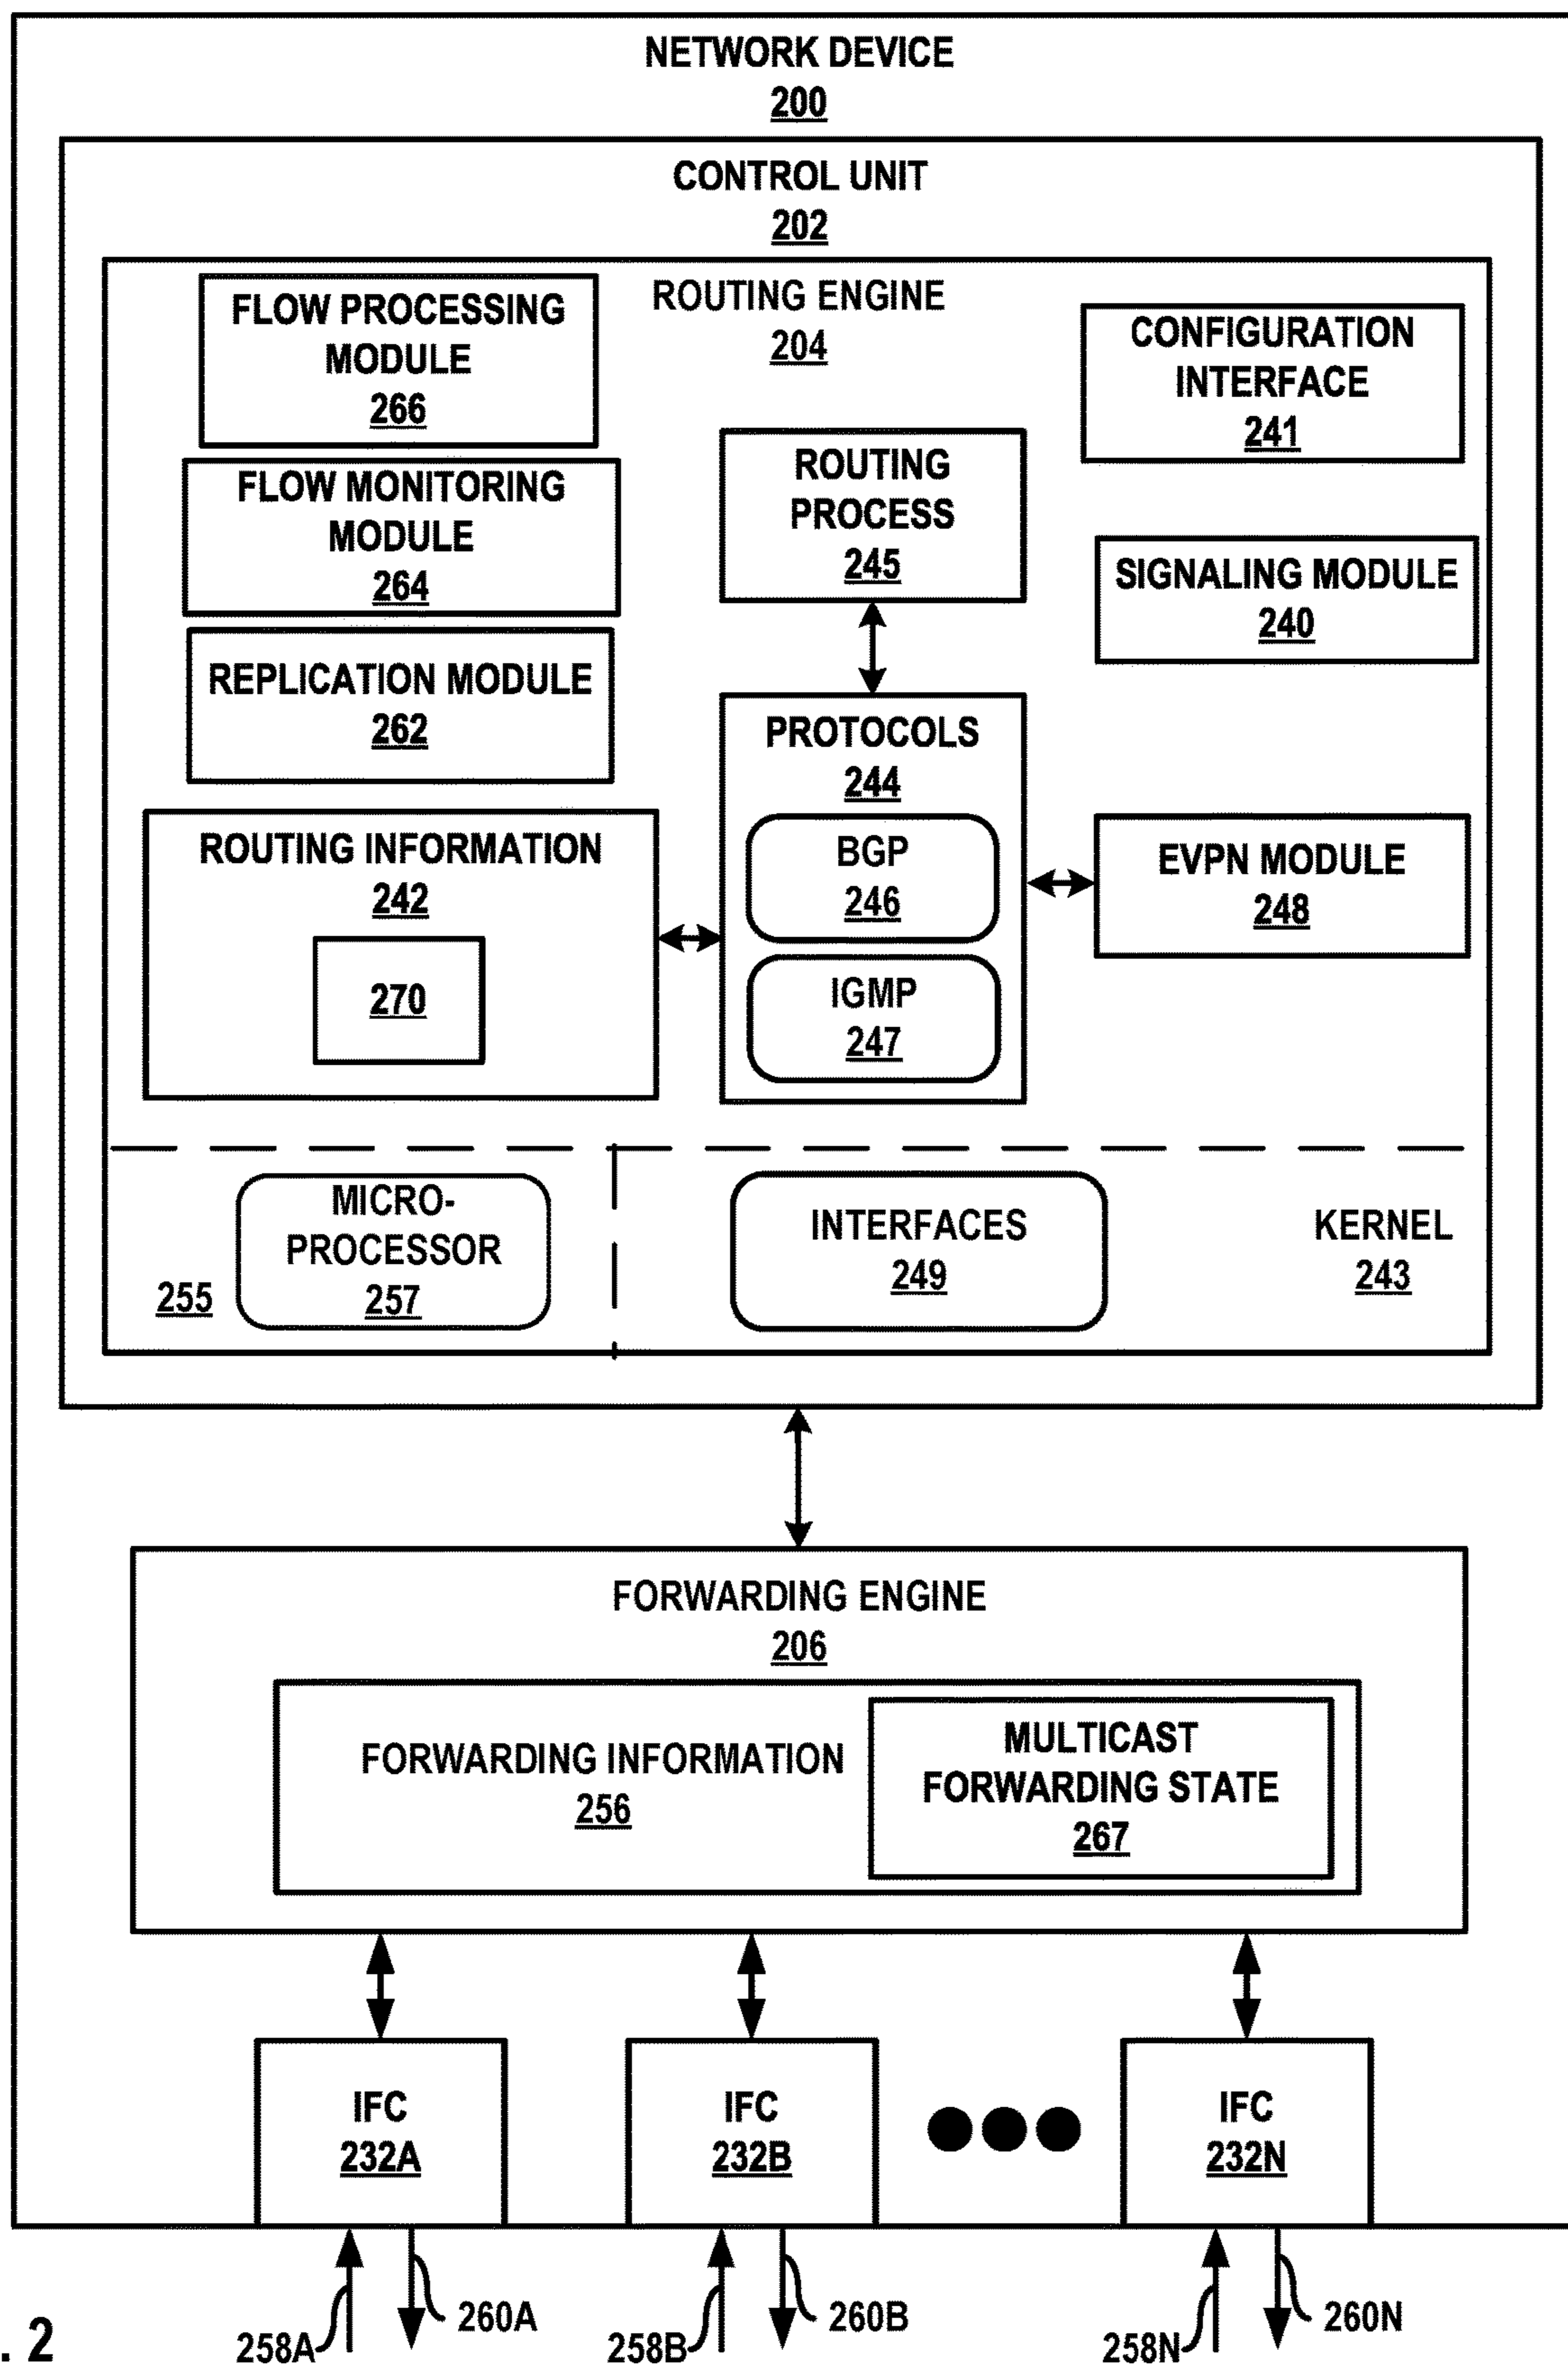 NETWORK DEVICE
200
CONTROL UNIT
202
ROUTING ENGINE
204
FLOW PROCESSING
MODULE
266
CONFIGURATION
INTERFACE
241
FLOW MONITORING
MODULE
264
ROUTING
PROCESS
245
SIGNALING MODULE
240
REPLICATION MODULE
262
PROTOCOLS
244
BGP
246
IGMP
247
ROUTING INFORMATION
242
270
EVPN MODULE
248
255
MICRO-
PROCESSOR
257
INTERFACES
249
KERNEL
243
FORWARDING ENGINE
206
FORWARDING INFORMATION
256
MULTICAST
FORWARDING STATE
267
IFC
232A
IFC
232B
IFC
232N
258A
260A
258B
260B
258N
260N
. 2